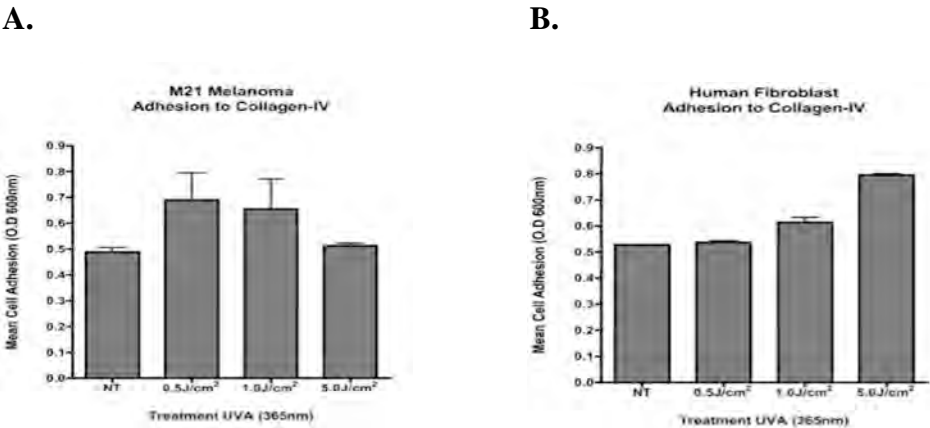 A.
B.
M21 Melanoma
Adhesion to Collagen-IV
Mean Cell Adhesion (O.D 600nm)
0.9
0.8
0.7
0.6
0.5
0.4
0.3
0.2
0.1
0.0
NT 0.5J/cm² 1.0J/cm² 5.0J/cm²
Treatment UVA (365nm)
Human Fibroblast
Adhesion to Collagen-IV
Mean Cell Adhesion (O.D 600nm)
0.9
0.8
0.7
0.6
0.5
0.4
0.3
0.2
0.1
0.0
NT 0.5J/cm² 1.0J/cm² 5.0J/cm²
Treatment UVA (365nm)